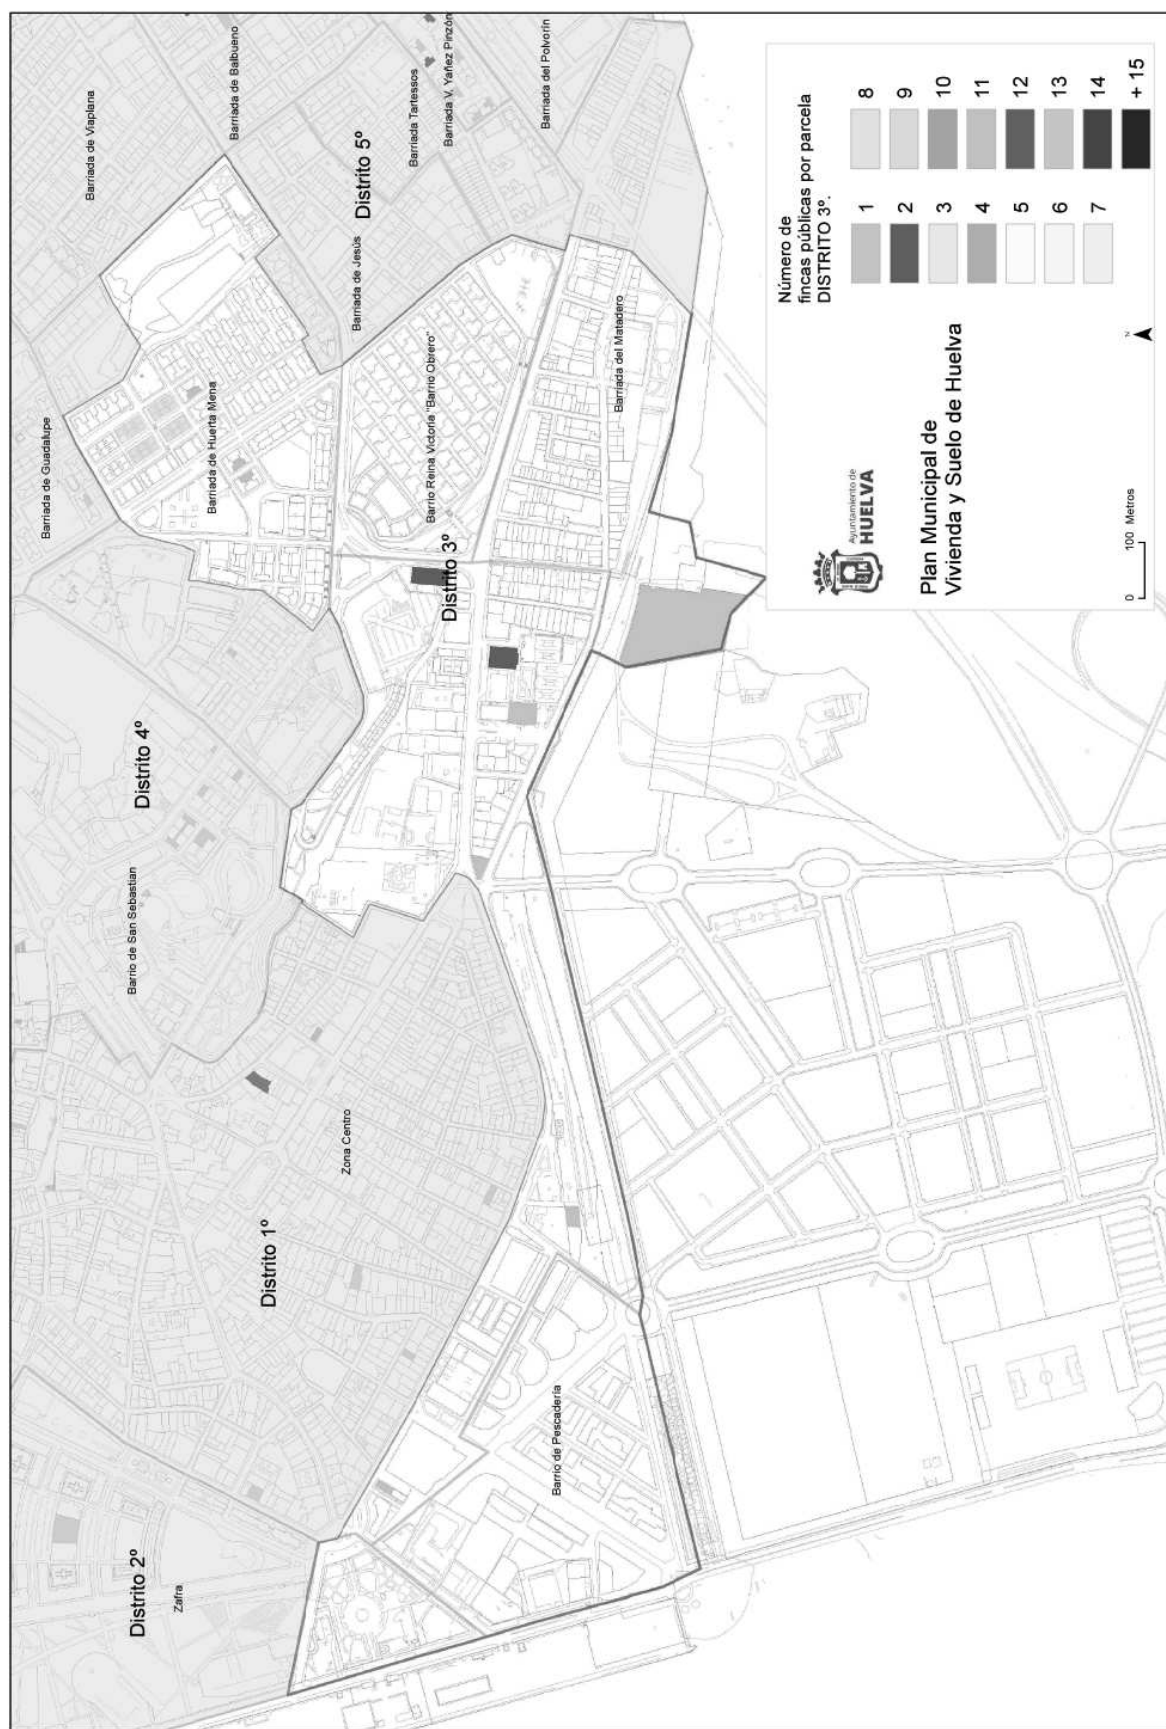 Barriada de Viaplana
Barriada de Balbueno
Barriada Tartessos
Barriada V. Yañez Pinzón
Barriada del Polvorín
Distrito 5º
Barriada de Jesús
Barriada de Guadalupe
Barriada de Huerta Mena
Barrio Reina Victoria "Barrio Obrero"
Barriada del Matadero
Distrito 3º
Distrito 4º
Barrio de San Sebastian
Zona Centro
Distrito 1º
Barrio de Pescadería
Distrito 2º
Zafra
Número de
fincas públicas por parcela
DISTRITO 3º.
1
2
3
4
5
6
7
8
9
10
11
12
13
14
+ 15
Ayuntamiento de
HUELVA
Plan Municipal de
Vivienda y Suelo de Huelva
N
0 100 Metros